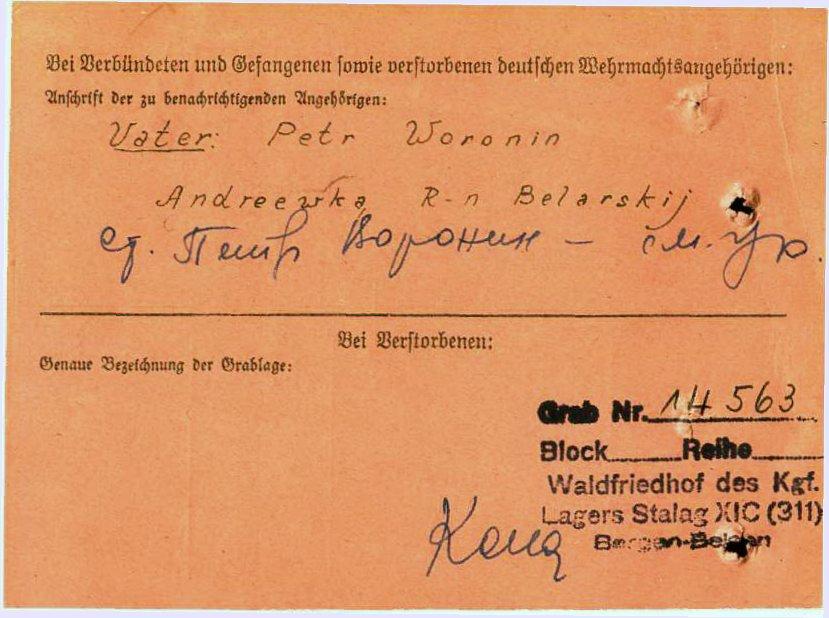 Bei Verbündeten und Gefangenen sowie verstorbenen deutschen Wehrmachtsangehörigen:
Anschrift der zu benachrichtigenden Angehörigen:
Vater: Petr Woronin
Andreewka R-n Belarskij
Петр Воронин – см.
Bei Verstorbenen:
Genaue Bezeichnung der Grablage:
Grab Nr. 14 563
Block Reihe
Waldfriedhof des Kgf.
Lagers Stalag XIC (311)
Bergen-Belsen